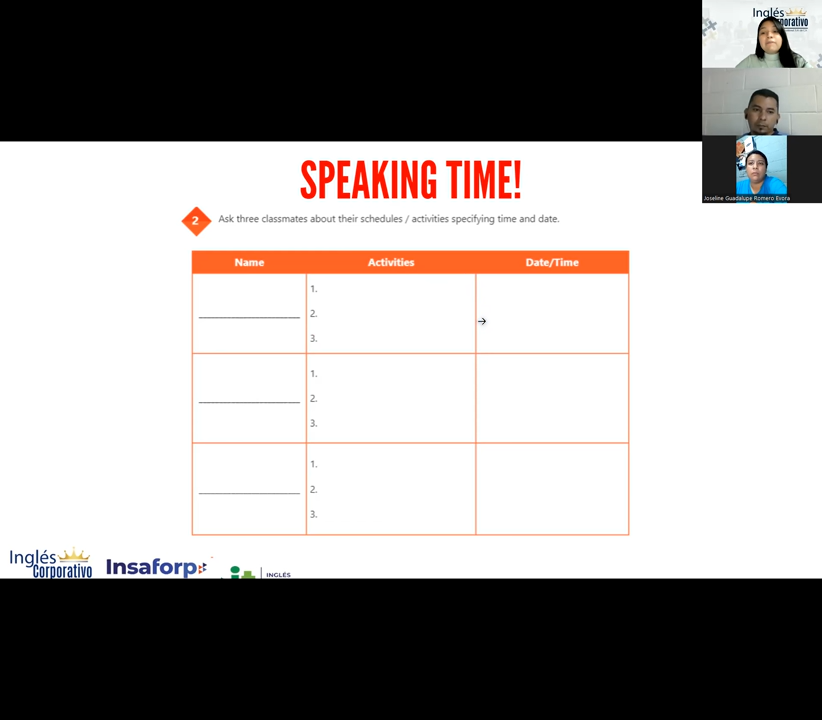 Inglés
Corporativo
Joseline Guadalupe Romero
SPEAKING TIME!
2
Ask three classmates about their schedules / activities specifying time and date.
Name Activities Date/Time
1.
2.
3.
1.
2.
3.
1.
2.
3.
Inglés
Corporativo
Insaforp
INGLÉS